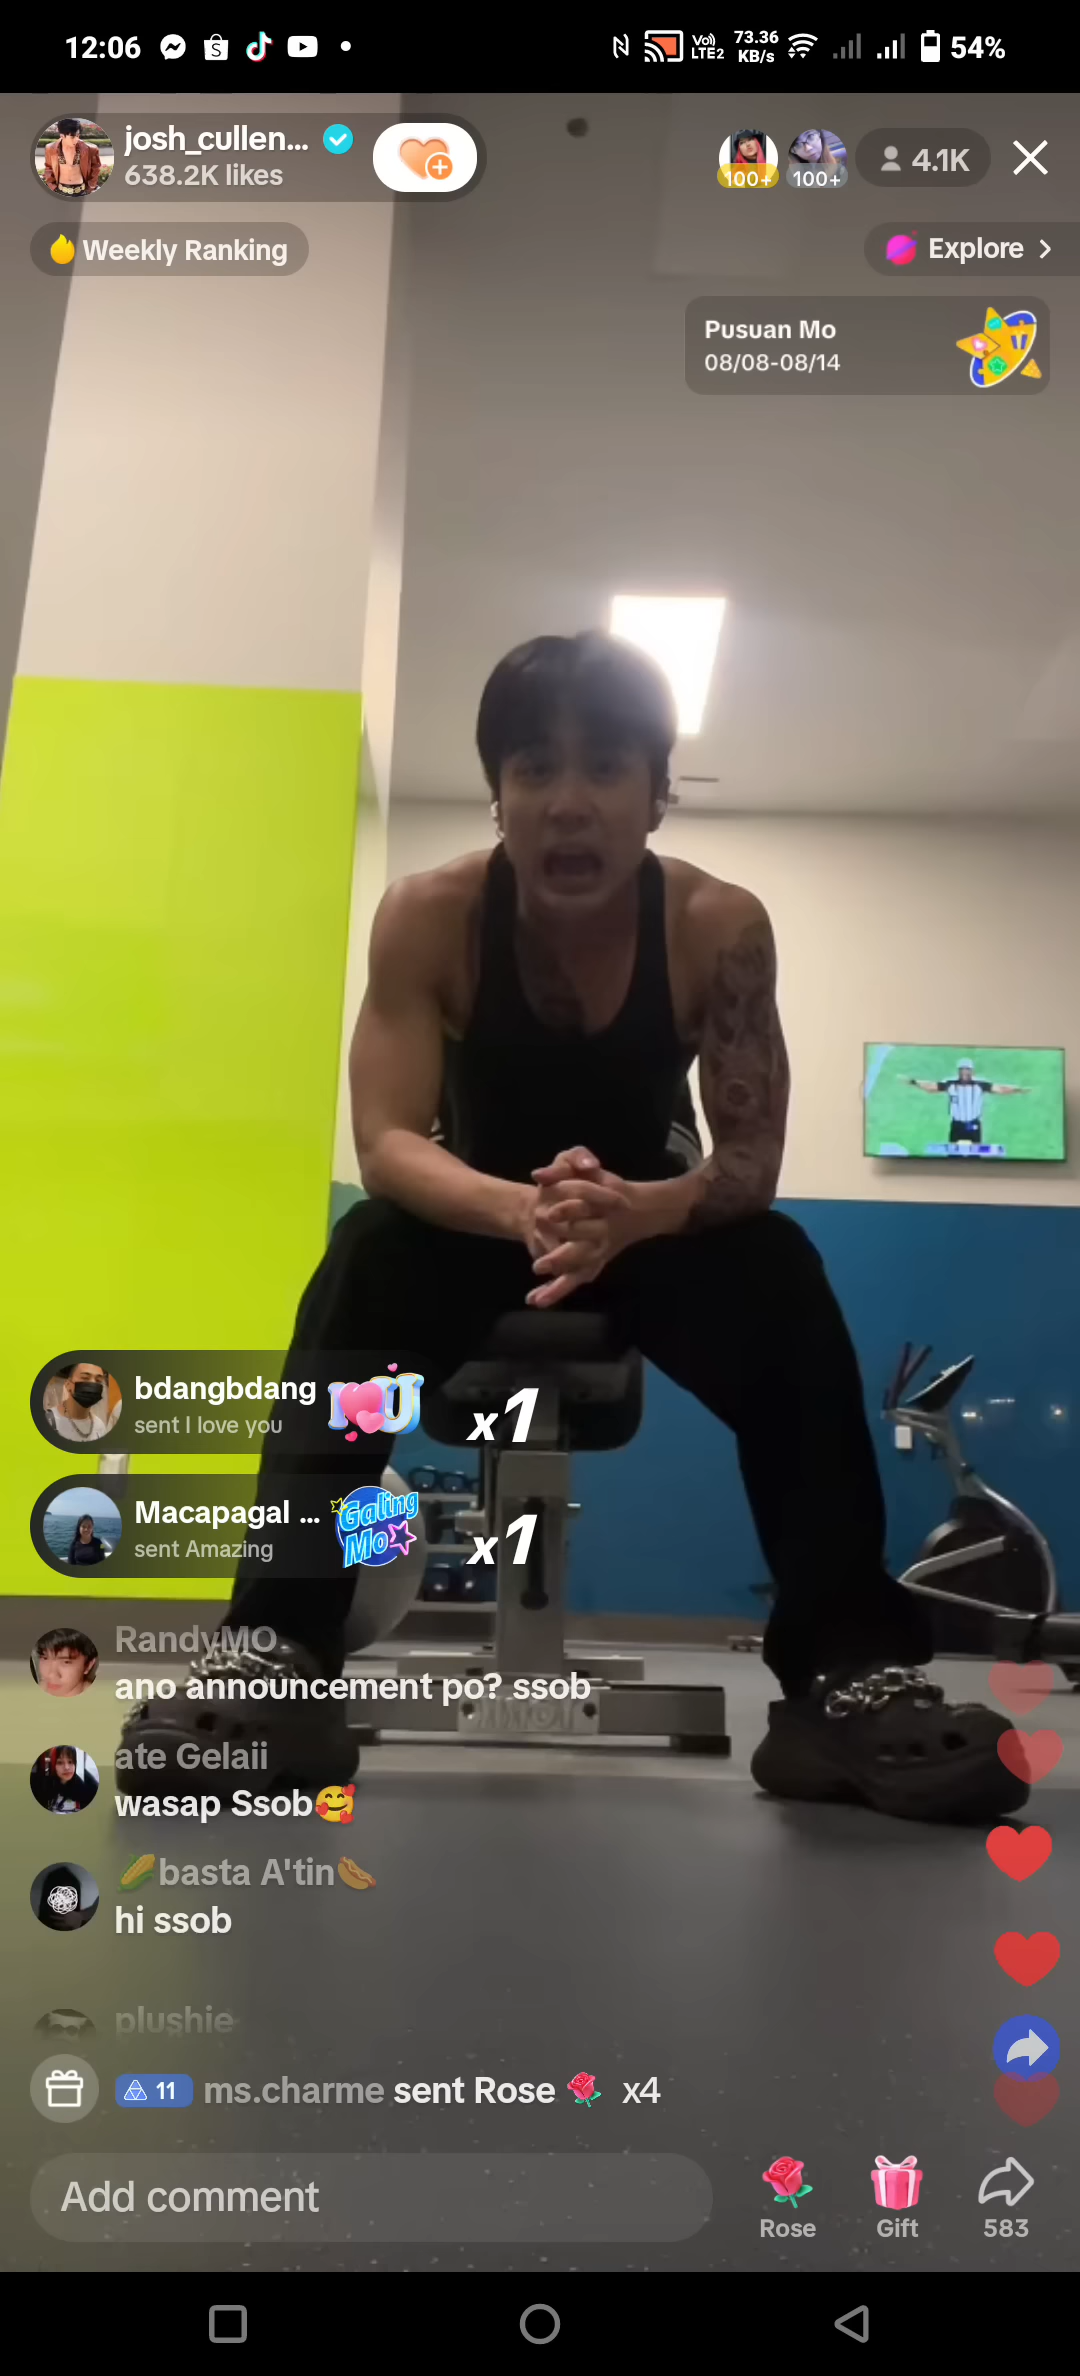 12:06
Vo))
LTE2
73.36
KB/s
54%
josh_cullen...
638.2K likes
100+
100+
4.1K
Weekly Ranking
Explore >
Pusuan Mo
08/08-08/14
bdangbdang
sent I love you
I U
x1
Macapagal ...
sent Amazing
Galing
Mo
x1
RandyMO
ano announcement po? ssob
ate Gelaii
wasap Ssob🥰
🌽basta A'tin🌭
hi ssob
plushie
11 ms.charme sent Rose 🌹 x4
Add comment
Rose
Gift
583